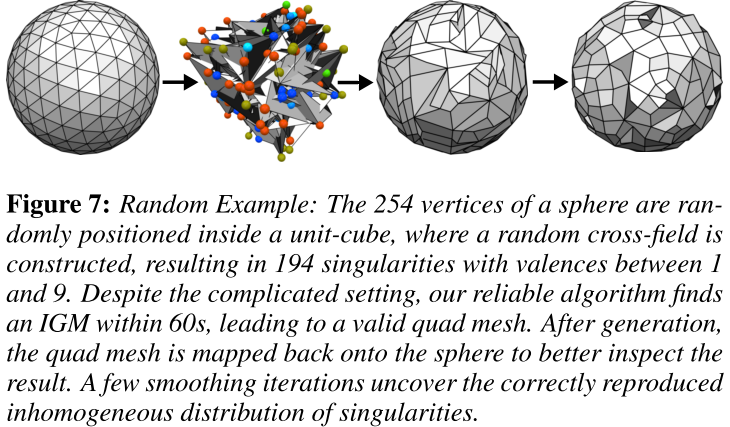 Figure 7: Random Example: The 254 vertices of a sphere are ran-
domly positioned inside a unit-cube, where a random cross-field is
constructed, resulting in 194 singularities with valences between 1
and 9. Despite the complicated setting, our reliable algorithm finds
an IGM within 60s, leading to a valid quad mesh. After generation,
the quad mesh is mapped back onto the sphere to better inspect the
result. A few smoothing iterations uncover the correctly reproduced
inhomogeneous distribution of singularities.